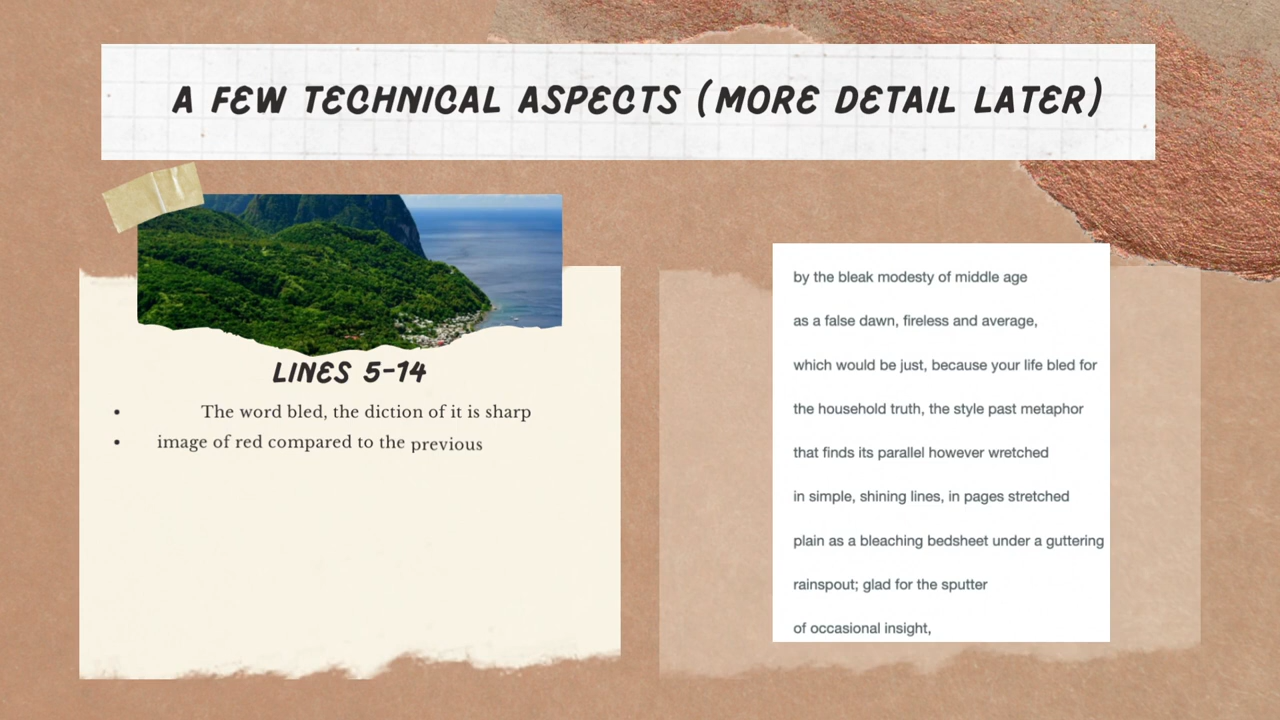 A FEW TECHNICAL ASPECTS (MORE DETAIL LATER)
LINES 5-14
• The word bled, the diction of it is sharp
• image of red compared to the previous
by the bleak modesty of middle age
as a false dawn, fireless and average,
which would be just, because your life bled for
the household truth, the style past metaphor
that finds its parallel however wretched
in simple, shining lines, in pages stretched
plain as a bleaching bedsheet under a guttering
rainspout; glad for the sputter
of occasional insight,